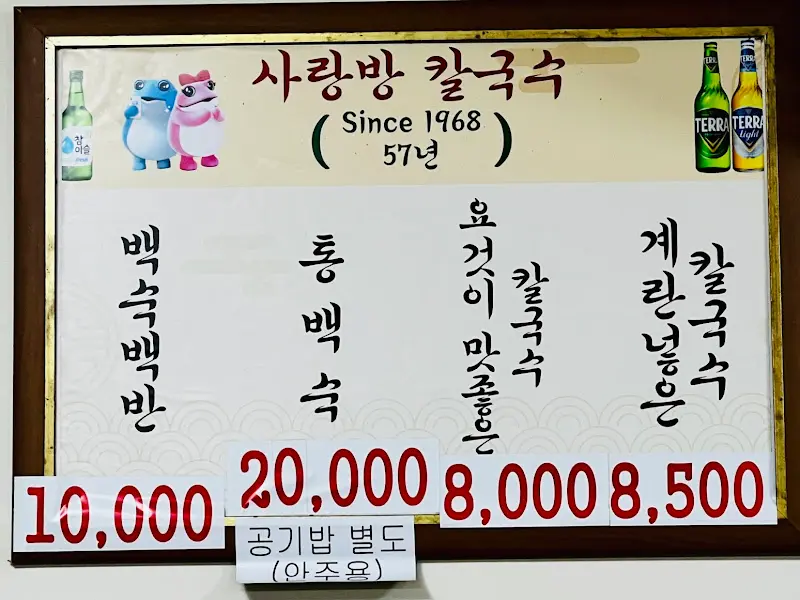 사랑방 칼국수
(Since 1968
57년)
참이슬
TERRA
TERRA
light
백숙백반
10,000
통백숙
20,000
공기밥 별도
(안주용)
요것이 맛좋은
칼국수
8,000
계란넣은
칼국수
8,500